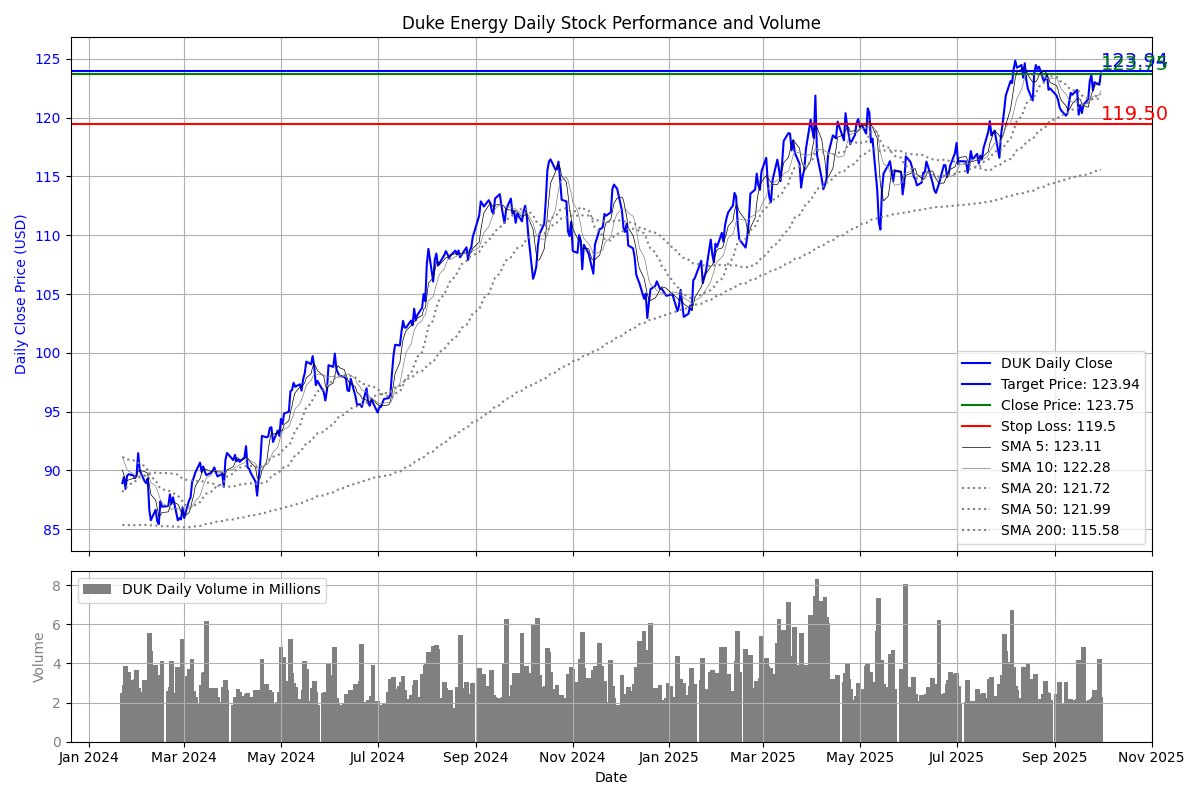 Duke Energy Daily Stock Performance and Volume
125
120
115
110
105
100
95
90
85
Daily Close Price (USD)
123.94
123.75
119.50
DUK Daily Close
Target Price: 123.94
Close Price: 123.75
Stop Loss: 119.5
SMA 5: 123.11
SMA 10: 122.28
SMA 20: 121.72
SMA 50: 121.99
SMA 200: 115.58
8
6
4
2
0
Volume
DUK Daily Volume in Millions
Jan 2024 Mar 2024 May 2024 Jul 2024 Sep 2024 Nov 2024 Jan 2025 Mar 2025 May 2025 Jul 2025 Sep 2025 Nov 2025
Date